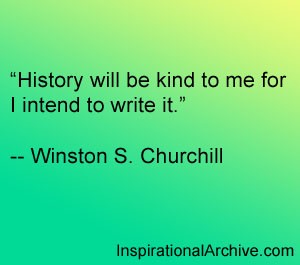 “History will be kind to me for
I intend to write it.”
-- Winston S. Churchill
InspirationalArchive.com